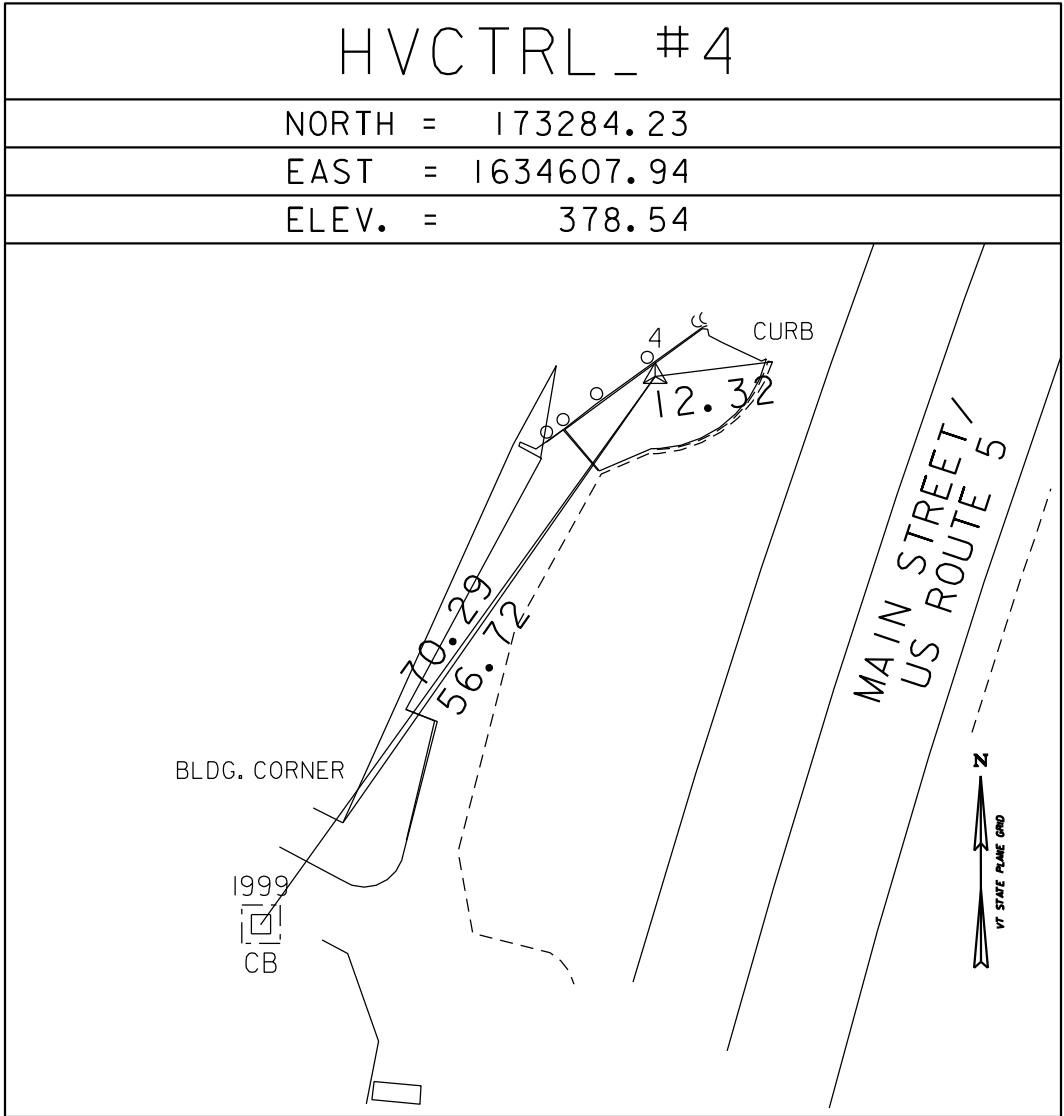 HVCTRL_#4
NORTH = 173284.23
EAST = 1634607.94
ELEV. = 378.54
4
CURB
12.32
MAIN STREET/
US ROUTE 5
70.29
56.72
BLDG. CORNER
N
VT STATE PLANE GRID
1999
CB